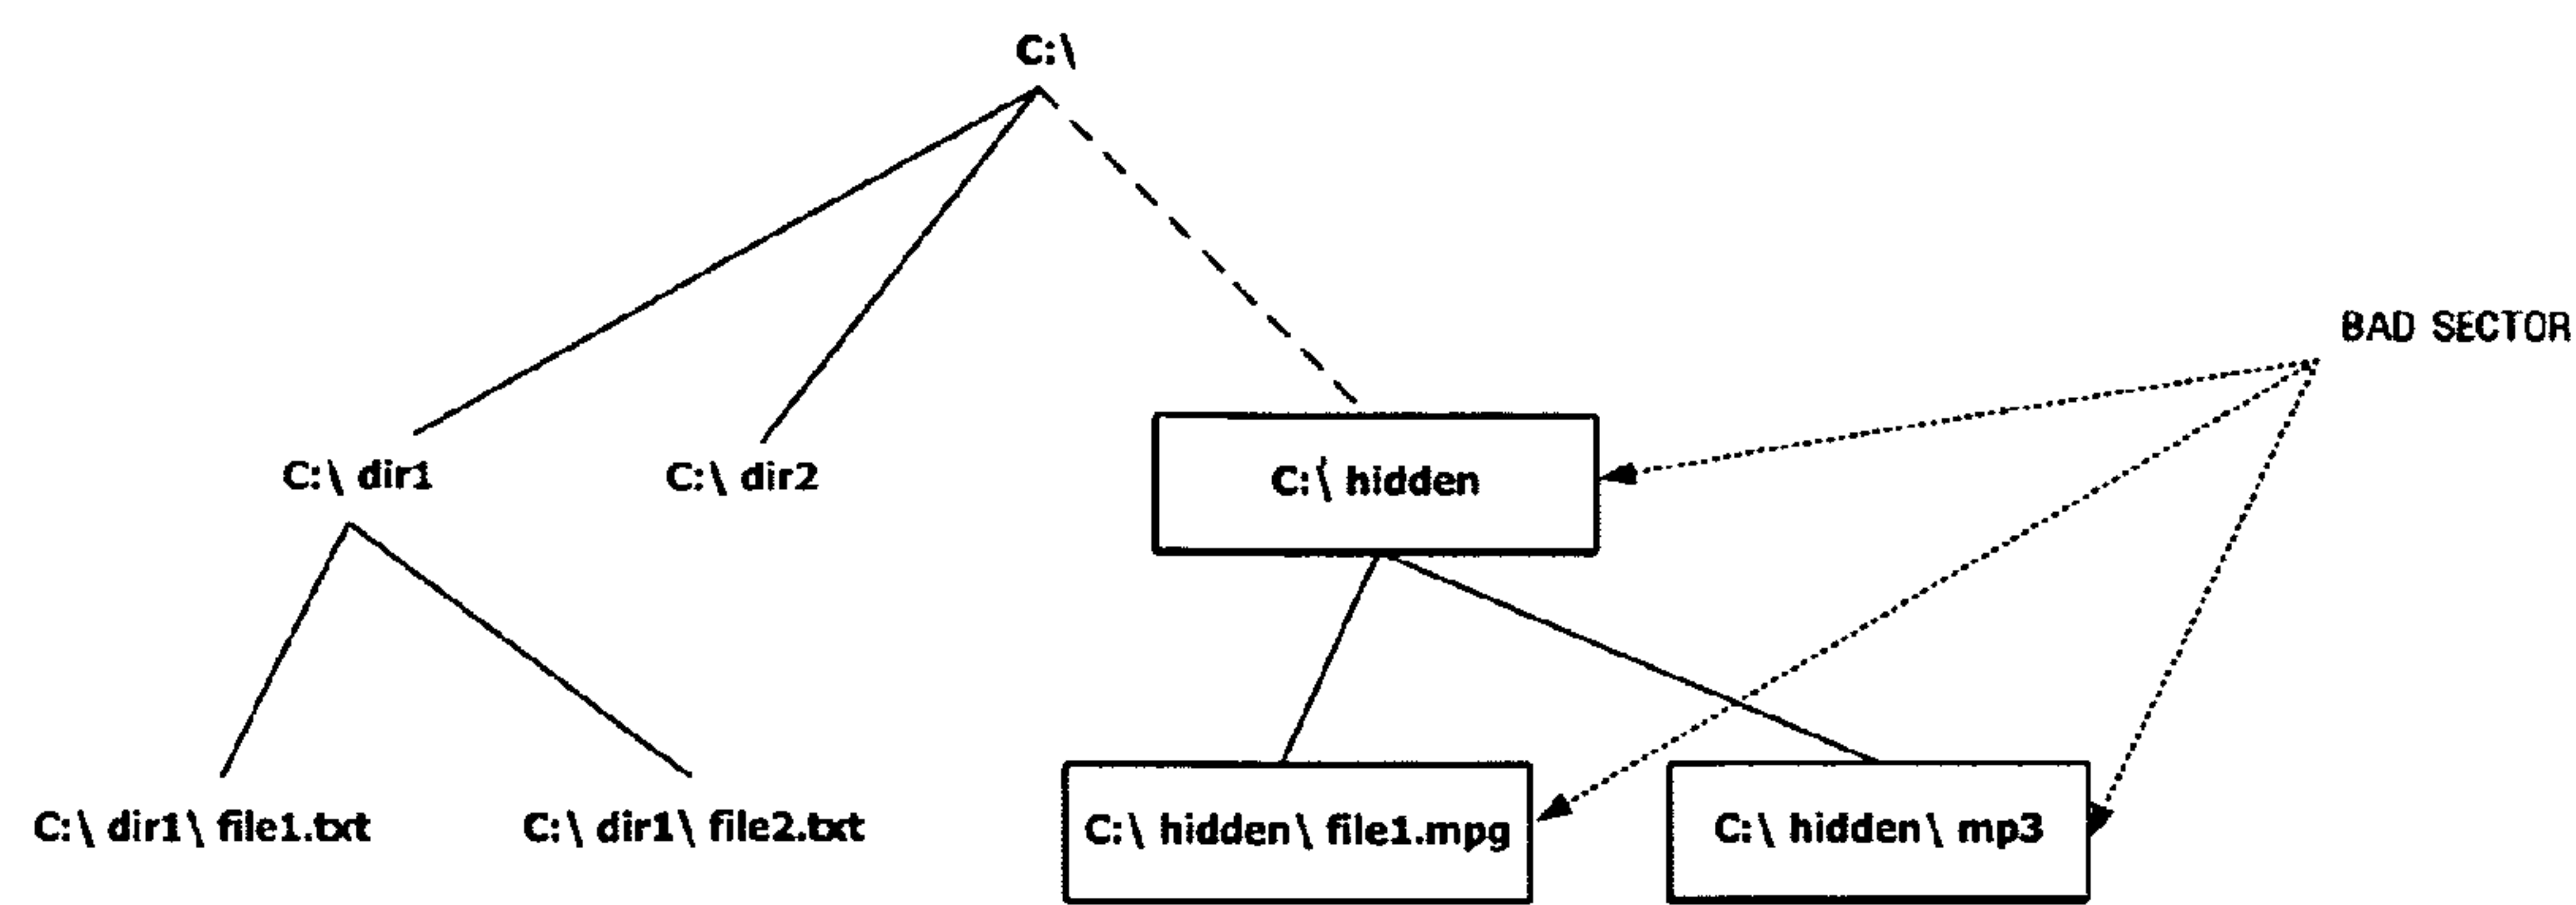 C:\
BAD SECTOR
C:\ dir1
C:\ dir2
C:\ hidden
C:\ dir1\ file1.txt
C:\ dir1\ file2.txt
C:\ hidden\ file1.mpg
C:\ hidden\ mp3